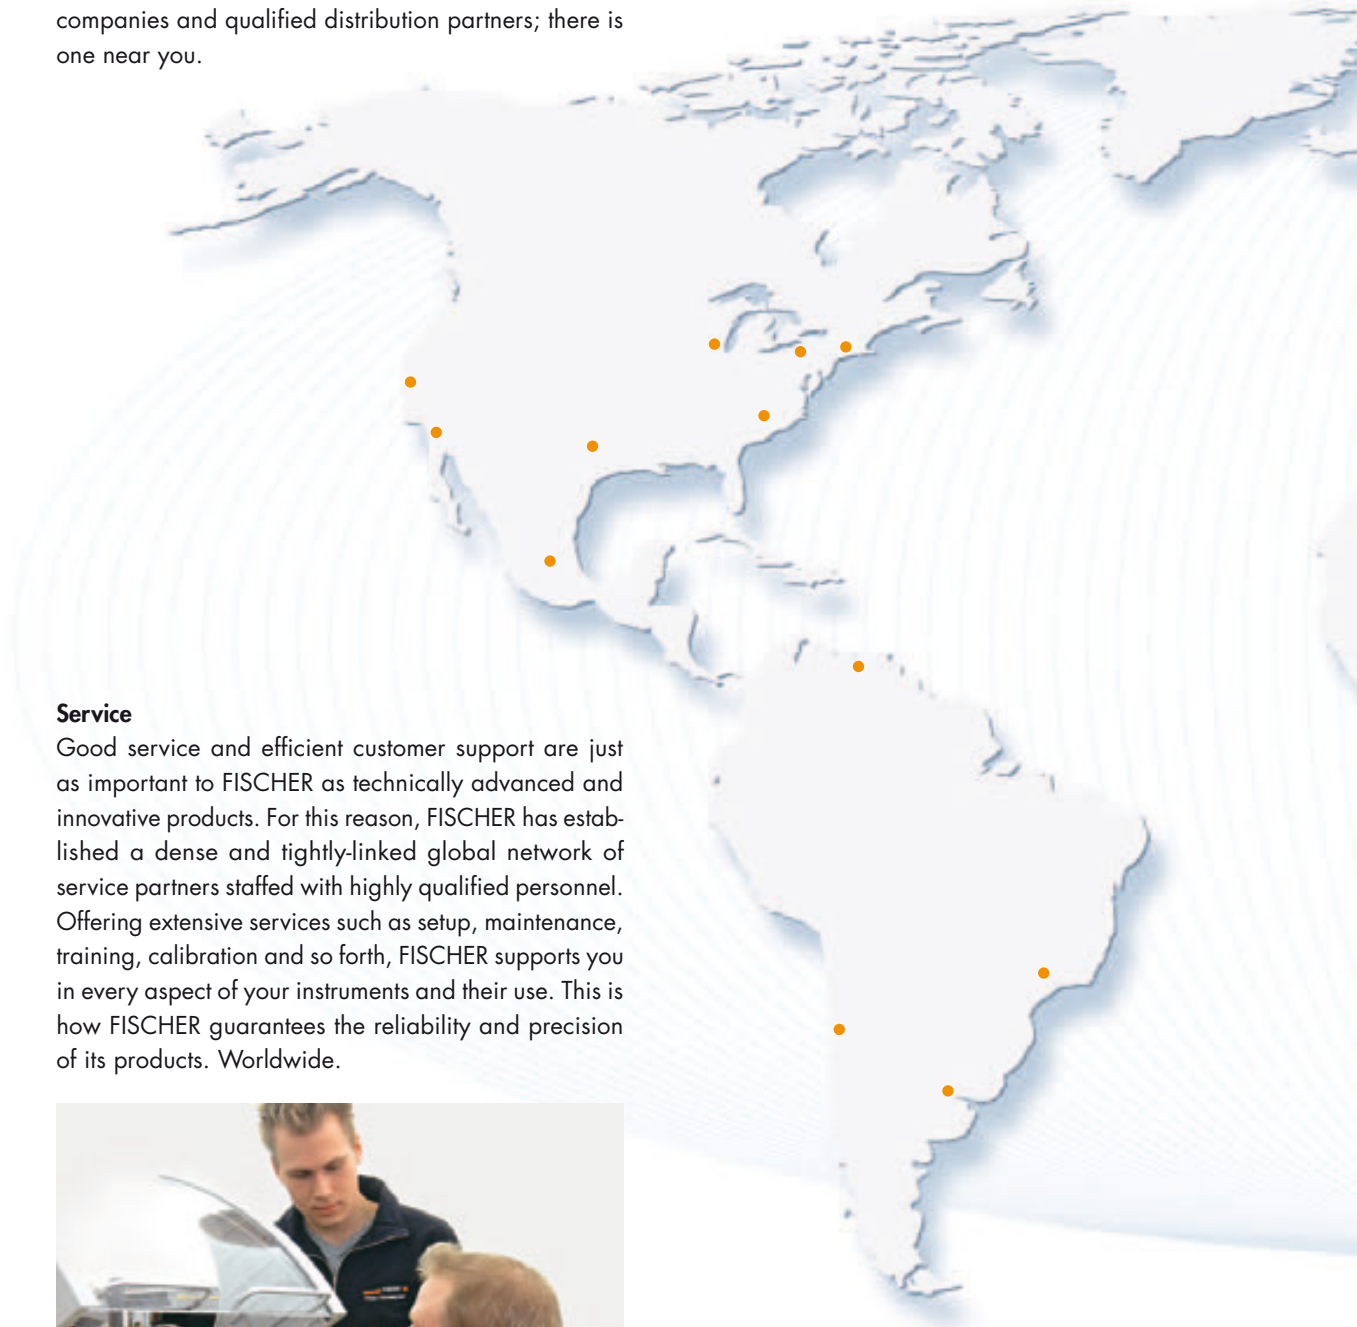 companies and qualified distribution partners; there is
one near you.
Service
Good service and efficient customer support are just
as important to FISCHER as technically advanced and
innovative products. For this reason, FISCHER has estab-
lished a dense and tightly-linked global network of
service partners staffed with highly qualified personnel.
Offering extensive services such as setup, maintenance,
training, calibration and so forth, FISCHER supports you
in every aspect of your instruments and their use. This is
how FISCHER guarantees the reliability and precision
of its products. Worldwide.